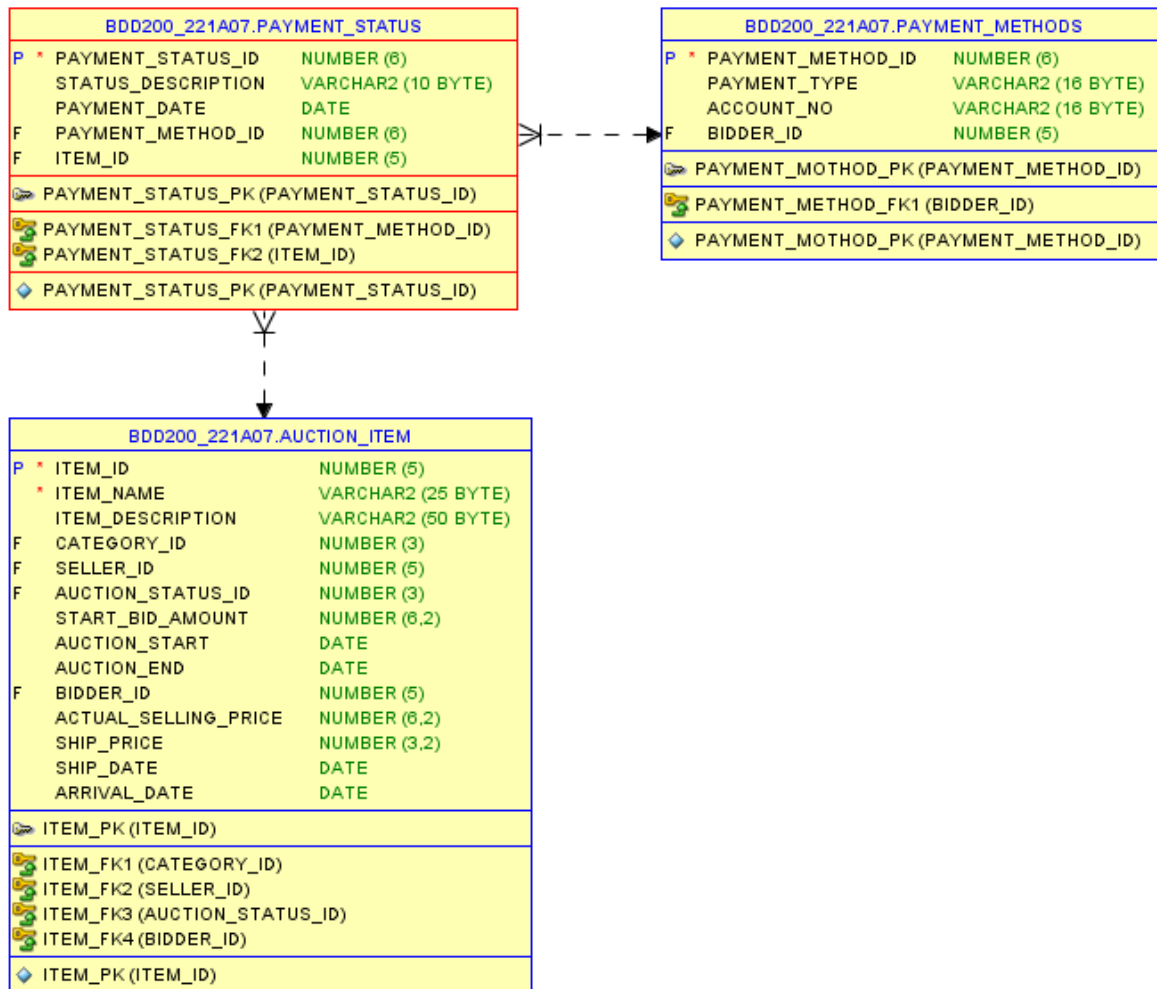 BDD200_221A07.PAYMENT_STATUS
P * PAYMENT_STATUS_ID NUMBER (6)
STATUS_DESCRIPTION VARCHAR2 (10 BYTE)
PAYMENT_DATE DATE
F PAYMENT_METHOD_ID NUMBER (6)
F ITEM_ID NUMBER (5)
PAYMENT_STATUS_PK (PAYMENT_STATUS_ID)
PAYMENT_STATUS_FK1 (PAYMENT_METHOD_ID)
PAYMENT_STATUS_FK2 (ITEM_ID)
PAYMENT_STATUS_PK (PAYMENT_STATUS_ID)
BDD200_221A07.PAYMENT_METHODS
P * PAYMENT_METHOD_ID NUMBER (6)
PAYMENT_TYPE VARCHAR2 (16 BYTE)
ACCOUNT_NO VARCHAR2 (16 BYTE)
F BIDDER_ID NUMBER (5)
PAYMENT_MOTHOD_PK (PAYMENT_METHOD_ID)
PAYMENT_METHOD_FK1 (BIDDER_ID)
PAYMENT_MOTHOD_PK (PAYMENT_METHOD_ID)
BDD200_221A07.AUCTION_ITEM
P * ITEM_ID NUMBER (5)
* ITEM_NAME VARCHAR2 (25 BYTE)
ITEM_DESCRIPTION VARCHAR2 (50 BYTE)
F CATEGORY_ID NUMBER (3)
F SELLER_ID NUMBER (5)
F AUCTION_STATUS_ID NUMBER (3)
START_BID_AMOUNT NUMBER (6,2)
AUCTION_START DATE
AUCTION_END DATE
F BIDDER_ID NUMBER (5)
ACTUAL_SELLING_PRICE NUMBER (6,2)
SHIP_PRICE NUMBER (3,2)
SHIP_DATE DATE
ARRIVAL_DATE DATE
ITEM_PK (ITEM_ID)
ITEM_FK1 (CATEGORY_ID)
ITEM_FK2 (SELLER_ID)
ITEM_FK3 (AUCTION_STATUS_ID)
ITEM_FK4 (BIDDER_ID)
ITEM_PK (ITEM_ID)